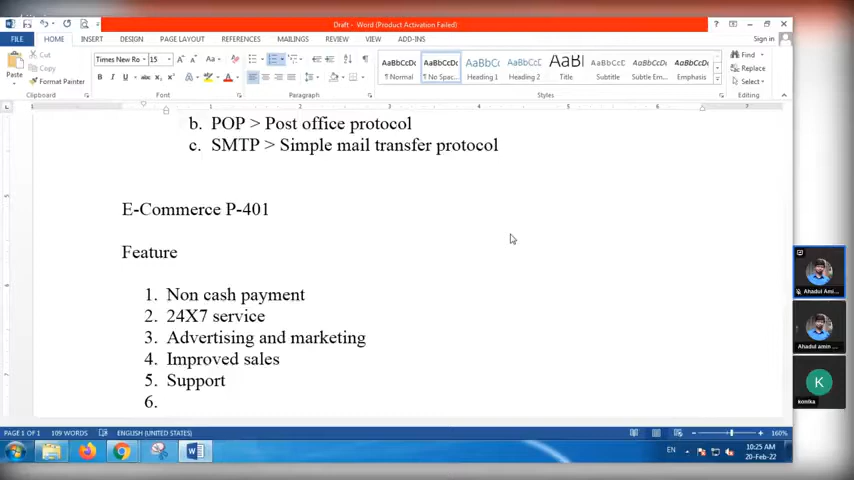 Draft - Word (Product Activation Failed)
FILE HOME INSERT DESIGN PAGE LAYOUT REFERENCES MAILINGS REVIEW VIEW ADD-INS Sign in
Paste
Cut
Copy
Format Painter
Clipboard
Times New Ro 15
Font
Paragraph
AaBbCcDc AaBbCcDc AaBbC AaBbCc AaBl AaBbCcD AaBbCcDc AaBbCcDc
¶ Normal ¶ No Spac... Heading 1 Heading 2 Title Subtitle Subtle Em... Emphasis
Styles
Find
Replace
Select
Editing
b. POP > Post office protocol
c. SMTP > Simple mail transfer protocol
E-Commerce P-401
Feature
1. Non cash payment
2. 24X7 service
3. Advertising and marketing
4. Improved sales
5. Support
6.
PAGE 1 OF 1 109 WORDS ENGLISH (UNITED STATES) 160%
EN 10:25 AM
20-Feb-22
Ahadul Ami...
Ahadul amin ...
K
konika